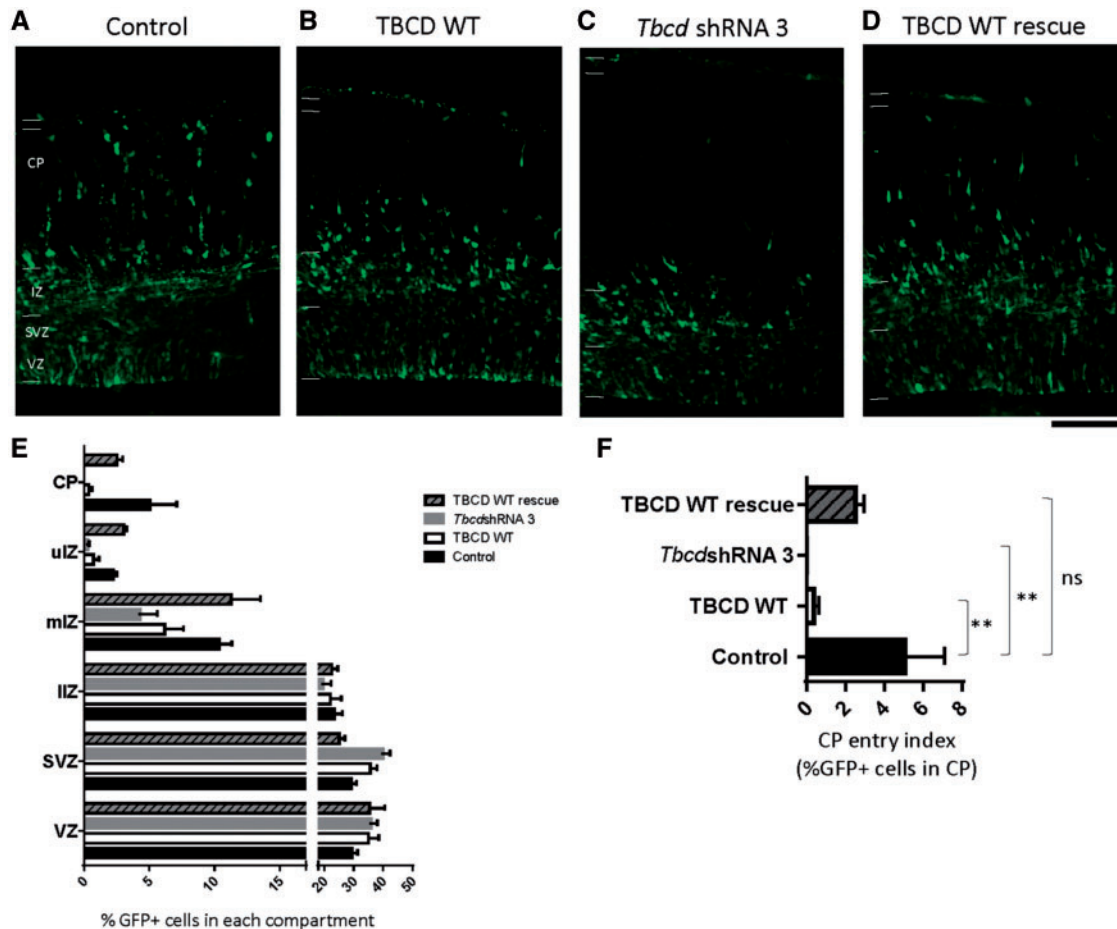 A
Control
B
TBCD WT
C
Tbcd shRNA 3
D
TBCD WT rescue
CP
IZ
SVZ
VZ
E
CP
uIZ
mIZ
lIZ
SVZ
VZ
0 5 10 20 30 40 50
% GFP+ cells in each compartment
TBCD WT rescue
TbcdshRNA 3
TBCD WT
Control
F
TBCD WT rescue
TbcdshRNA 3
TBCD WT
Control
**
**
ns
0 2 4 6 8
CP entry index
(%GFP+ cells in CP)